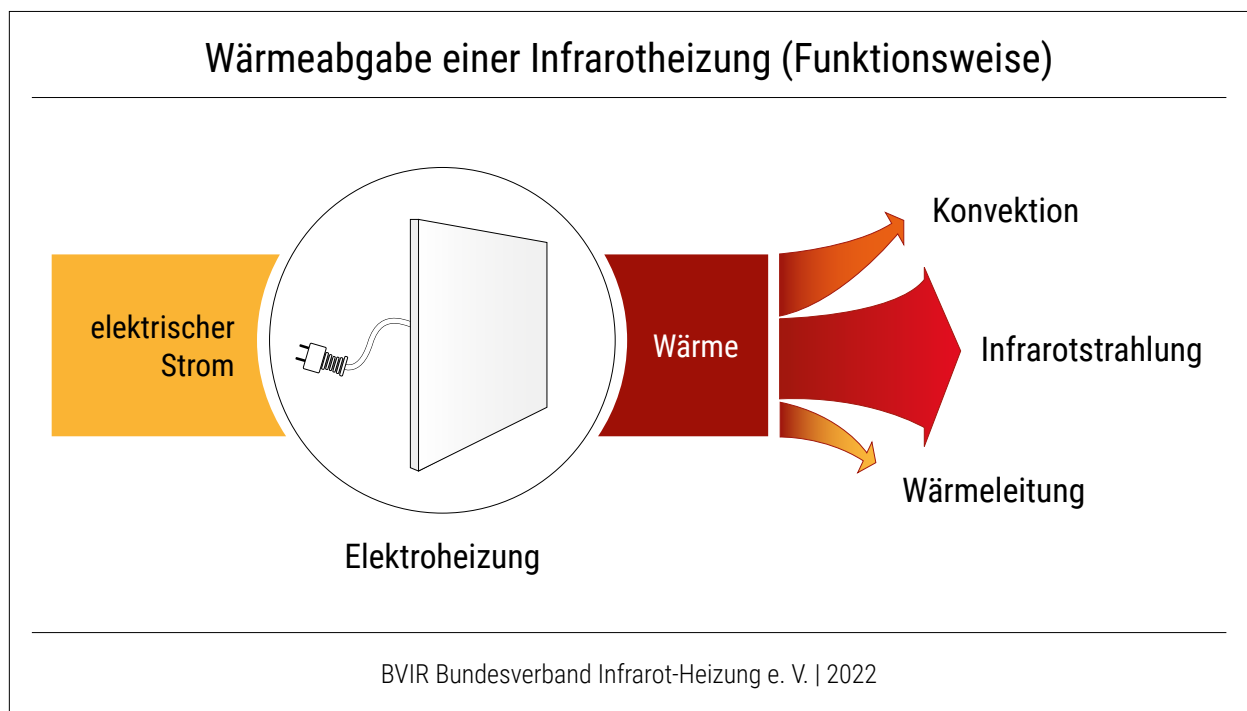 Wärmeabgabe einer Infrarotheizung (Funktionsweise)
elektrischer
Strom
Wärme
Konvektion
Infrarotstrahlung
Wärmeleitung
Elektroheizung
BVIR Bundesverband Infrarot-Heizung e. V. | 2022